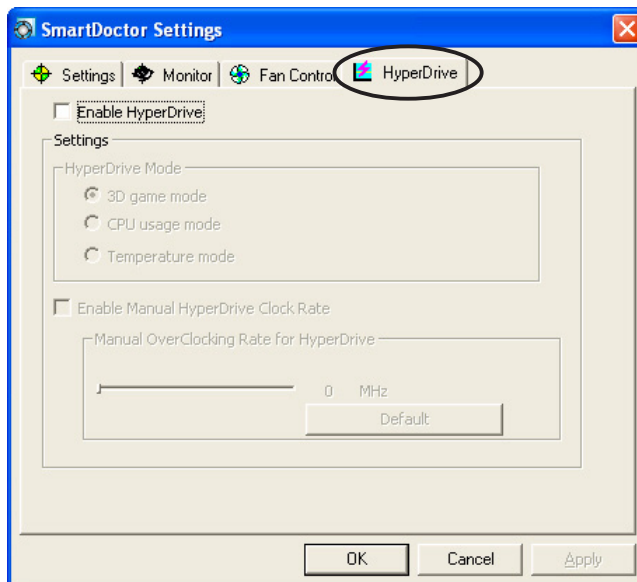 SmartDoctor Settings
Settings Monitor Fan Control HyperDrive
Enable HyperDrive
Settings
HyperDrive Mode
3D game mode
CPU usage mode
Temperature mode
Enable Manual HyperDrive Clock Rate
Manual OverClocking Rate for HyperDrive
0 MHz
Default
OK Cancel Apply